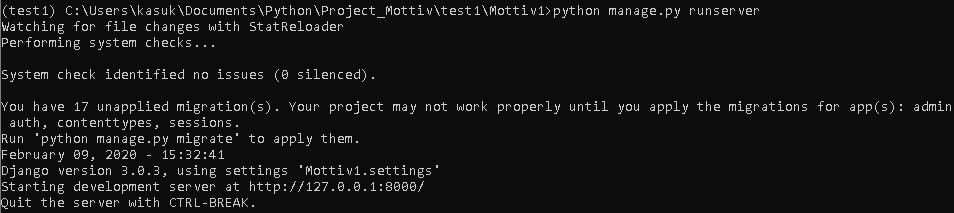 (test1) C:\Users\kasuk\Documents\Python\Project_Mottiv\test1\Mottiv1>python manage.py runserver
Watching for file changes with StatReloader
Performing system checks...
System check identified no issues (0 silenced).
You have 17 unapplied migration(s). Your project may not work properly until you apply the migrations for app(s): admin
 auth, contenttypes, sessions.
Run 'python manage.py migrate' to apply them.
February 09, 2020 - 15:32:41
Django version 3.0.3, using settings 'Mottiv1.settings'
Starting development server at http://127.0.0.1:8000/
Quit the server with CTRL-BREAK.